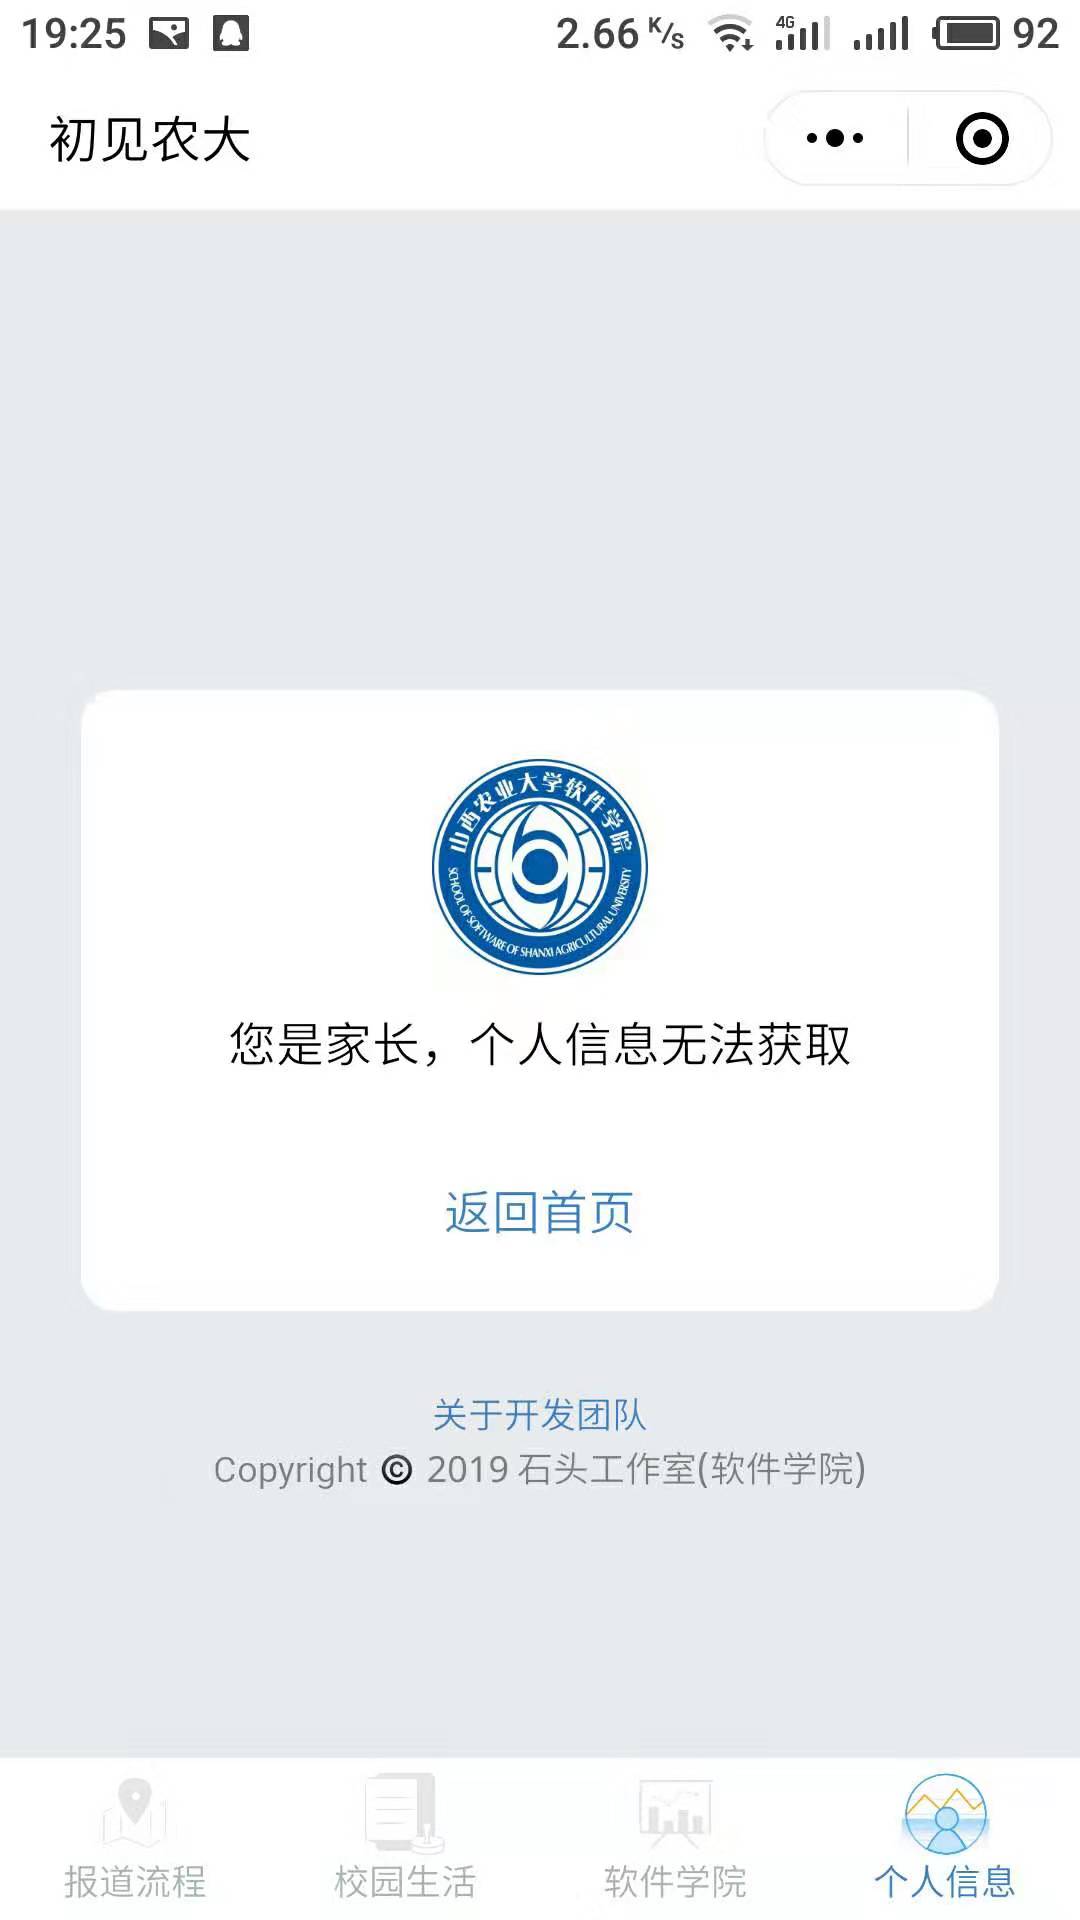 19:25 2.66 K/s 4G 92
初见农大
山西农业大学软件学院
SCHOOL OF SOFTWARE OF SHANXI AGRICULTURAL UNIVERSITY
您是家长，个人信息无法获取
返回首页
关于开发团队
Copyright © 2019 石头工作室(软件学院)
报道流程 校园生活 软件学院 个人信息